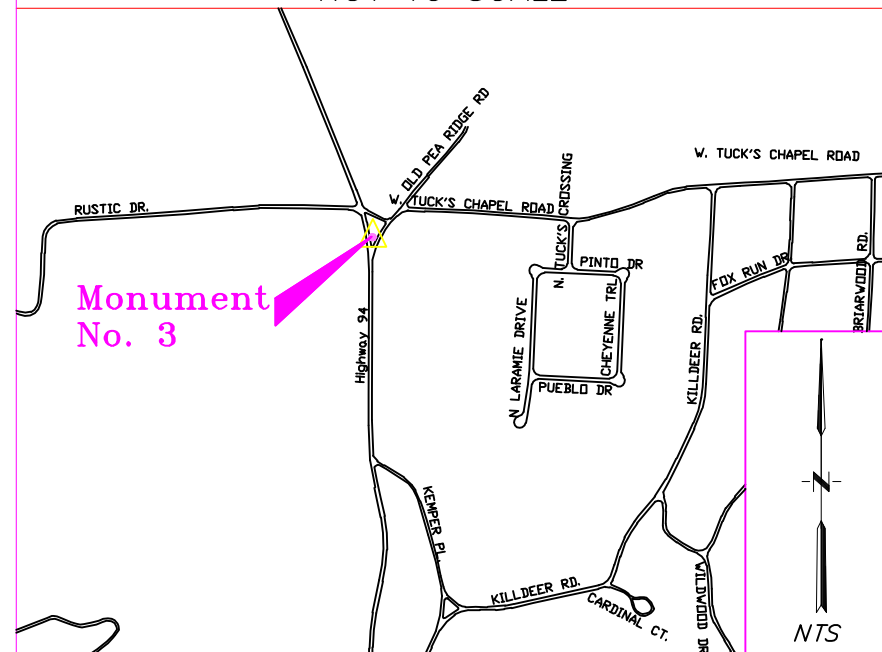 W. OLD PEA RIDGE RD
W. TUCK'S CHAPEL ROAD
RUSTIC DR.
TUCK'S CHAPEL ROAD
N. TUCK'S CROSSING
PINTO DR
FOX RUN DR
BRIARWOOD RD.
Monument
No. 3
Highway 94
N LARAMIE DRIVE
CHEYENNE TRL
KILLDEER RD.
PUEBLO DR
N
KEMPER PL.
KILLDEER RD.
CARDINAL CT.
WILDWOOD DR
NTS